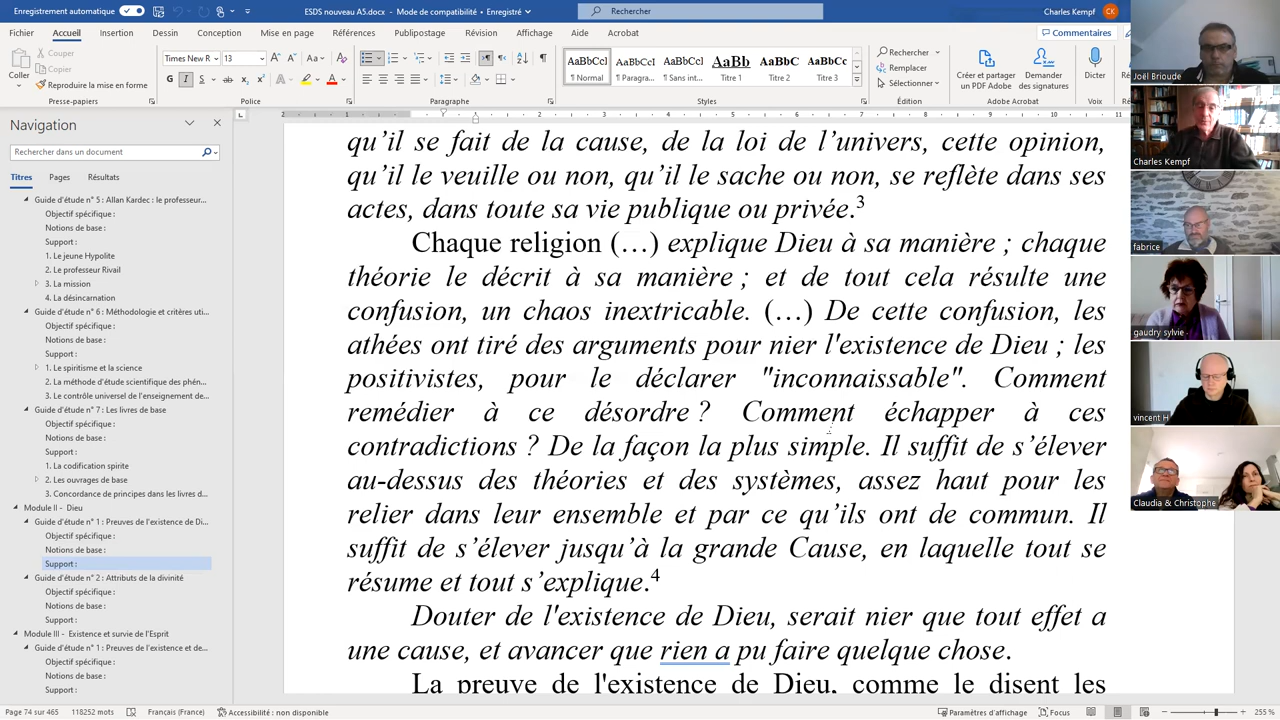 Enregistrement automatique
ESDS nouveau A5.docx - Mode de compatibilité • Enregistré
Rechercher
Charles Kempf
CK
Fichier Accueil Insertion Dessin Conception Mise en page Références Publipostage Révision Affichage Aide Acrobat
Commentaires
Coller
Couper
Copier
Reproduire la mise en forme
Presse-papiers
Times New R
13
Police
Paragraphe
AaBbCcl
¶ Normal
AaBbCcl
¶ Paragra...
AaBbCcl
¶ Sans int...
AaBb
Titre 1
AaBbC
Titre 2
AaBbCc
Titre 3
Styles
Rechercher
Remplacer
Sélectionner
Édition
Créer et partager
un PDF Adobe
Demander
des signatures
Adobe Acrobat
Dicter
Voix
Navigation
Rechercher dans un document
Titres Pages Résultats
Guide d'étude n° 5 : Allan Kardec : le professeur...
Objectif spécifique :
Notions de base :
Support :
1. Le jeune Hypolite
2. Le professeur Rivail
3. La mission
4. La désincarnation
Guide d'étude n° 6 : Méthodologie et critères uti...
Objectif spécifique :
Notions de base :
Support :
1. Le spiritisme et la science
2. La méthode d'étude scientifique des phén...
3. Le contrôle universel de l'enseignement de...
Guide d'étude n° 7 : Les livres de base
Objectif spécifique :
Notions de base :
Support :
1. La codification spirite
2. Les ouvrages de base
3. Concordance de principes dans les livres d...
Module II - Dieu
Guide d'étude n° 1 : Preuves de l'existence de Di...
Objectif spécifique :
Notions de base :
Support :
Guide d'étude n° 2 : Attributs de la divinité
Objectif spécifique :
Notions de base :
Support :
Module III - Existence et survie de l'Esprit
Guide d'étude n° 1 : Preuves de l'existence et de...
Objectif spécifique :
Notions de base :
Support :
qu’il se fait de la cause, de la loi de l’univers, cette opinion,
qu’il le veuille ou non, qu’il le sache ou non, se reflète dans ses
actes, dans toute sa vie publique ou privée.3
Chaque religion (…) explique Dieu à sa manière ; chaque
théorie le décrit à sa manière ; et de tout cela résulte une
confusion, un chaos inextricable. (…) De cette confusion, les
athées ont tiré des arguments pour nier l'existence de Dieu ; les
positivistes, pour le déclarer "inconnaissable". Comment
remédier à ce désordre ? Comment échapper à ces
contradictions ? De la façon la plus simple. Il suffit de s’élever
au-dessus des théories et des systèmes, assez haut pour les
relier dans leur ensemble et par ce qu’ils ont de commun. Il
suffit de s’élever jusqu’à la grande Cause, en laquelle tout se
résume et tout s’explique.4
Douter de l'existence de Dieu, serait nier que tout effet a
une cause, et avancer que rien a pu faire quelque chose.
La preuve de l'existence de Dieu, comme le disent les
Joël Brioude
Charles Kempf
fabrice
gaudry sylvie
vincent H
Claudia & Christophe
Page 74 sur 465 118252 mots Français (France) Accessibilité : non disponible
Paramètres d'affichage Focus 255 %